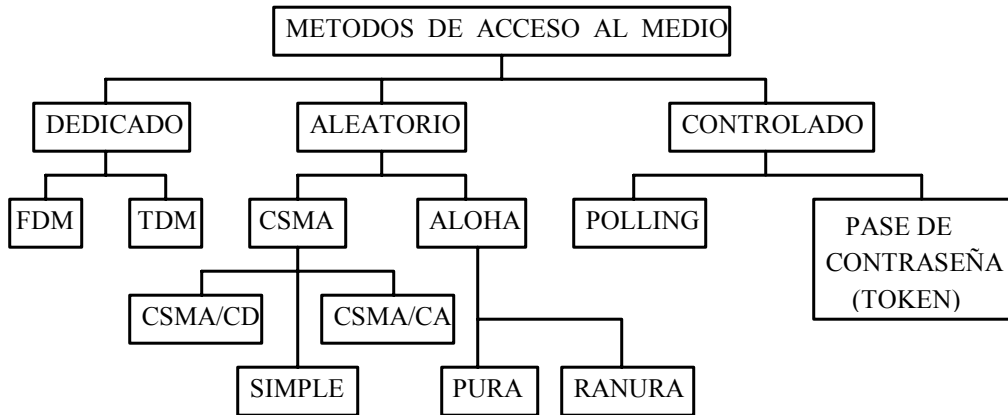 METODOS DE ACCESO AL MEDIO
DEDICADO
ALEATORIO
CONTROLADO
FDM
TDM
CSMA
ALOHA
POLLING
PASE DE
CONTRASEÑA
(TOKEN)
CSMA/CD
CSMA/CA
SIMPLE
PURA
RANURA